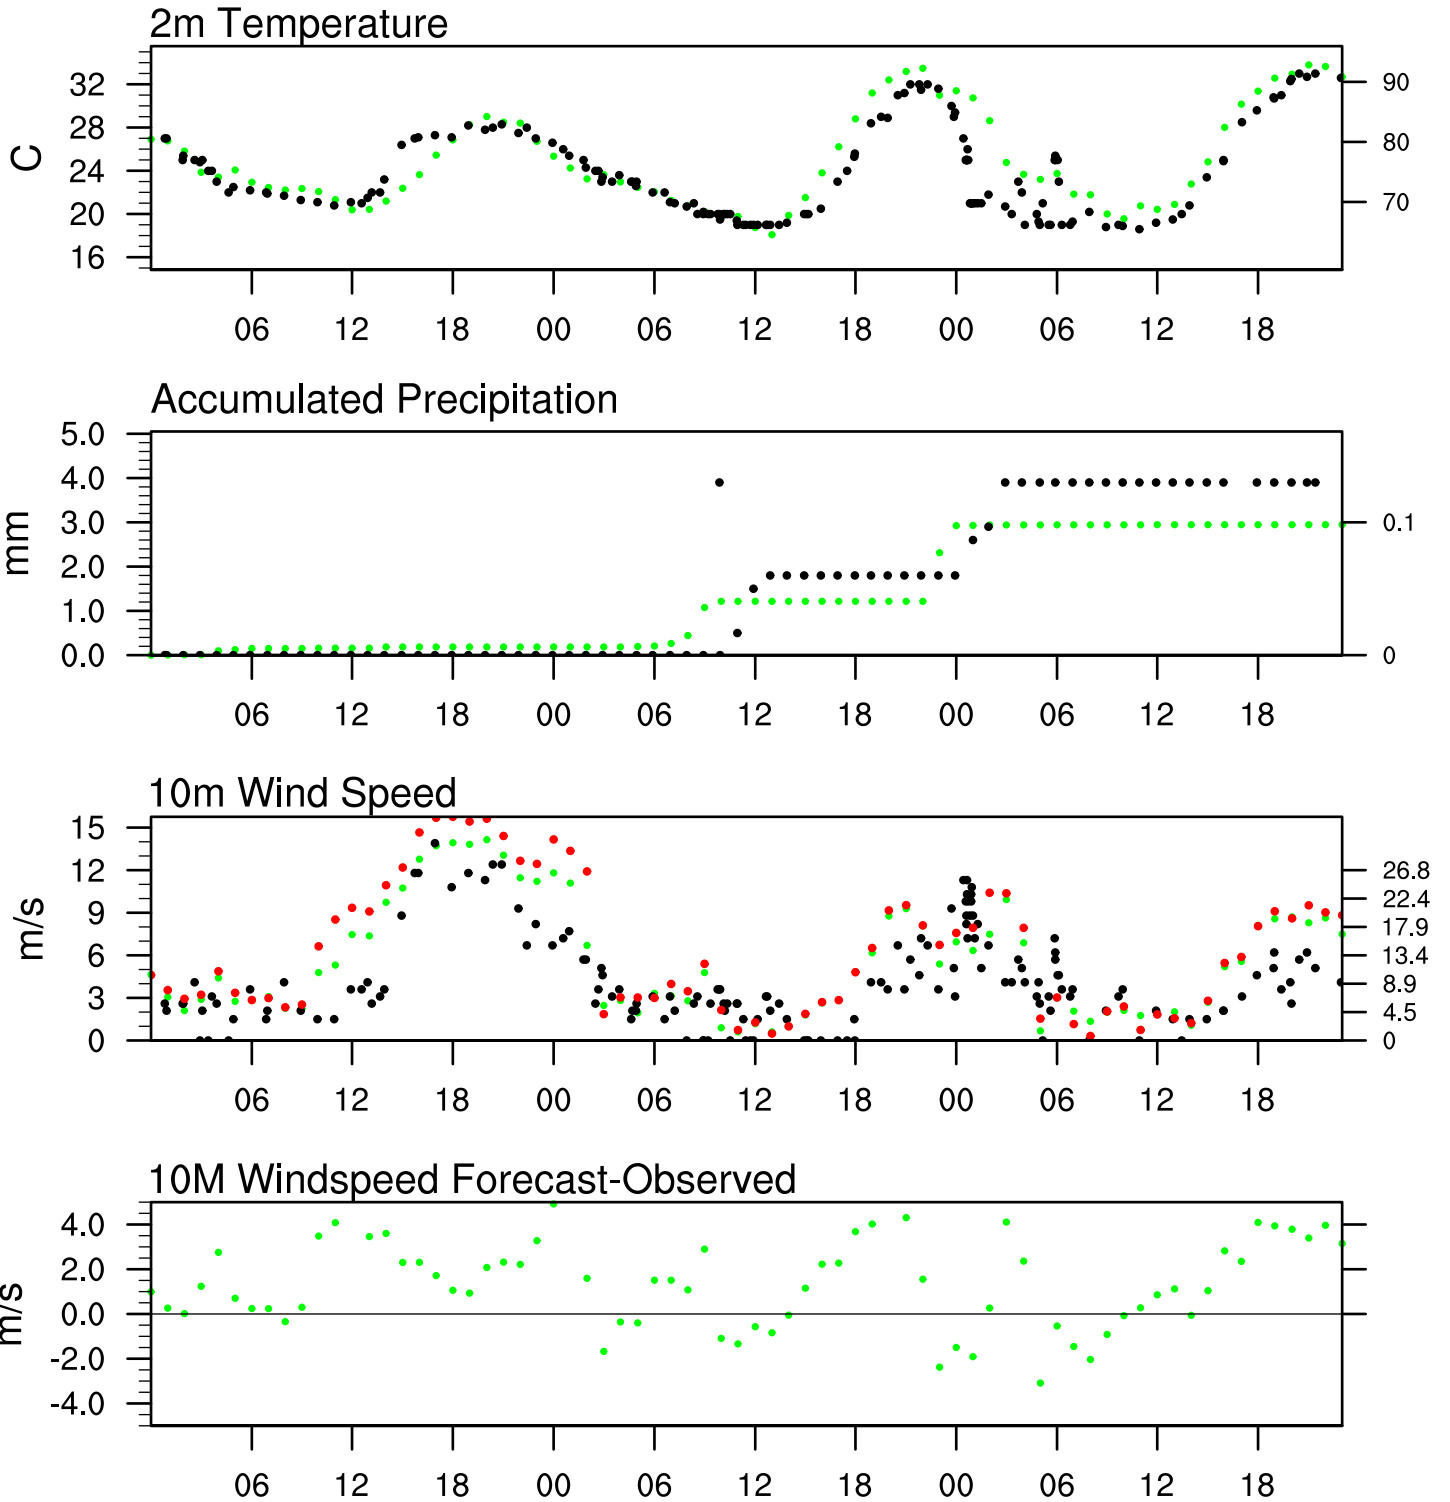 2m Temperature
32
28
24
20
16
C
90
80
70
06 12 18 00 06 12 18 00 06 12 18
Accumulated Precipitation
5.0
4.0
3.0
2.0
1.0
0.0
mm
0.1
0
06 12 18 00 06 12 18 00 06 12 18
10m Wind Speed
15
12
9
6
3
0
m/s
26.8
22.4
17.9
13.4
8.9
4.5
0
06 12 18 00 06 12 18 00 06 12 18
10M Windspeed Forecast-Observed
4.0
2.0
0.0
-2.0
-4.0
m/s
06 12 18 00 06 12 18 00 06 12 18